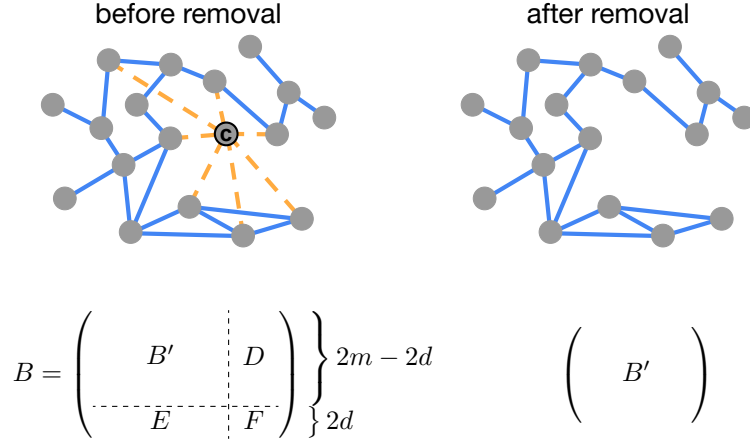 before removal
after removal
c
B = ( B′ D ) } 2m − 2d
E F } 2d
( B′ )